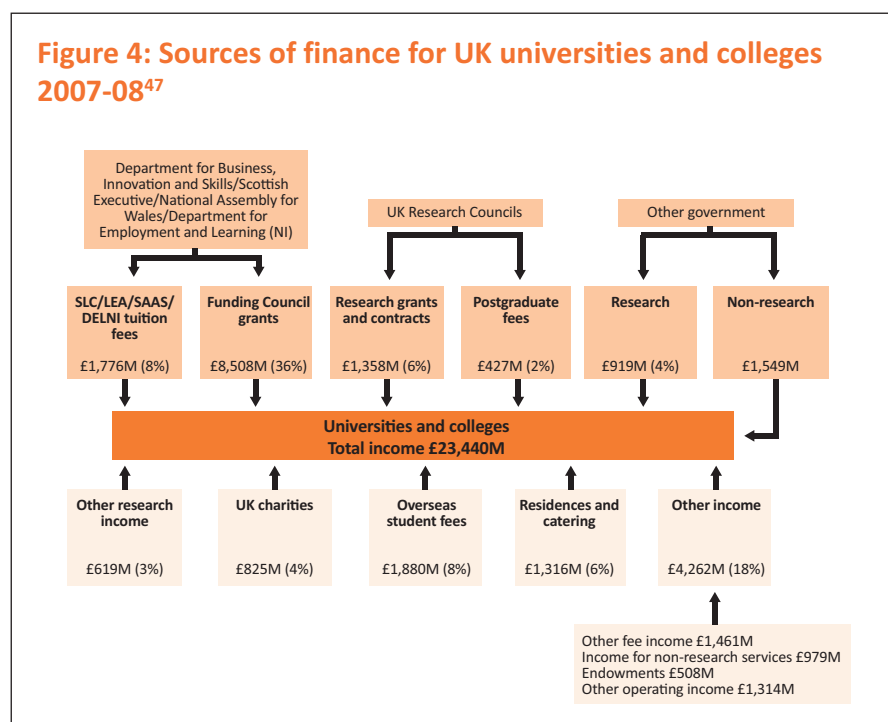 Figure 4: Sources of finance for UK universities and colleges
2007-0847
Department for Business,
Innovation and Skills/Scottish
Executive/National Assembly for
Wales/Department for
Employment and Learning (NI)
UK Research Councils
Other government
SLC/LEA/SAAS/
DELNI tuition
fees
£1,776M (8%)
Funding Council
grants
£8,508M (36%)
Research grants
and contracts
£1,358M (6%)
Postgraduate
fees
£427M (2%)
Research
£919M (4%)
Non-research
£1,549M
Universities and colleges
Total income £23,440M
Other research
income
£619M (3%)
UK charities
£825M (4%)
Overseas
student fees
£1,880M (8%)
Residences and
catering
£1,316M (6%)
Other income
£4,262M (18%)
Other fee income £1,461M
Income for non-research services £979M
Endowments £508M
Other operating income £1,314M